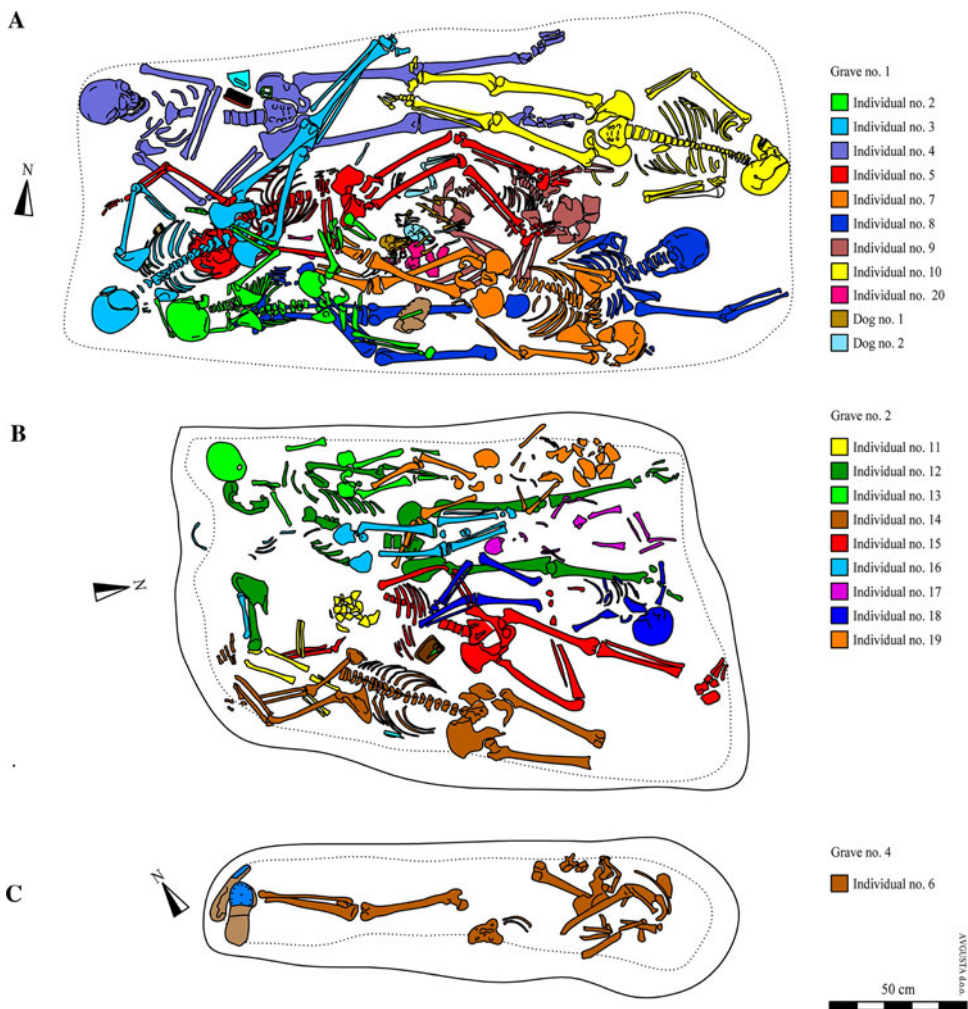 A
N
Grave no. 1
Individual no. 2
Individual no. 3
Individual no. 4
Individual no. 5
Individual no. 7
Individual no. 8
Individual no. 9
Individual no. 10
Individual no. 20
Dog no. 1
Dog no. 2
B
N
Grave no. 2
Individual no. 11
Individual no. 12
Individual no. 13
Individual no. 14
Individual no. 15
Individual no. 16
Individual no. 17
Individual no. 18
Individual no. 19
C
N
Grave no. 4
Individual no. 6
AVGUSTA d.o.o.
50 cm